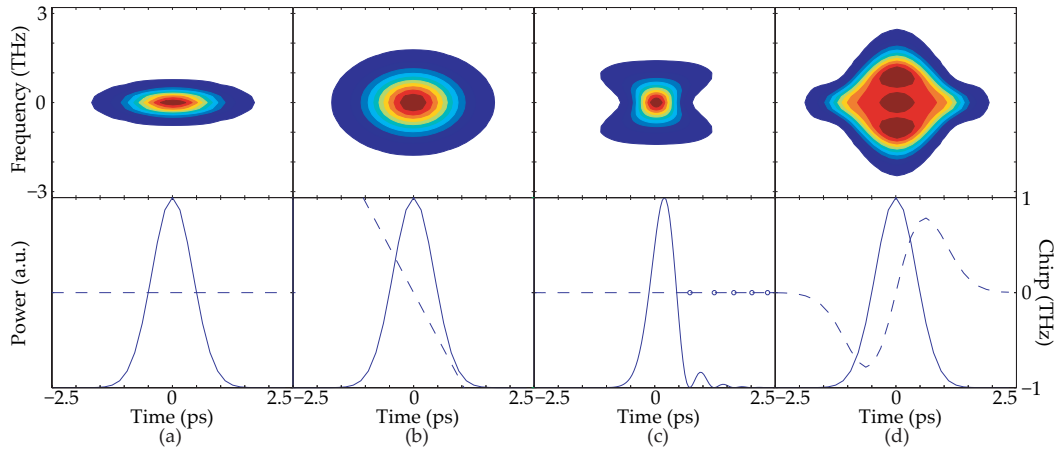 3
0
−3
Frequency (THz)
Power (a.u.)
1
0
−1
Chirp (THz)
−2.5 0 2.5
−2.5 0 2.5
−2.5 0 2.5
−2.5 0 2.5
Time (ps) Time (ps) Time (ps) Time (ps)
(a) (b) (c) (d)